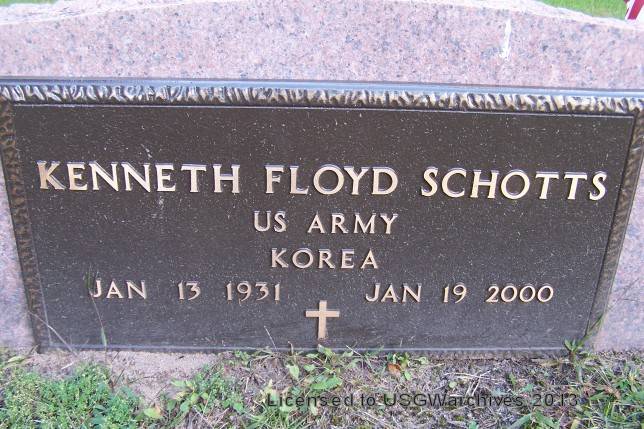 KENNETH FLOYD SCHOTTS
US ARMY
KOREA
JAN 13 1931 JAN 19 2000
Licensed to USGWarchives 2013